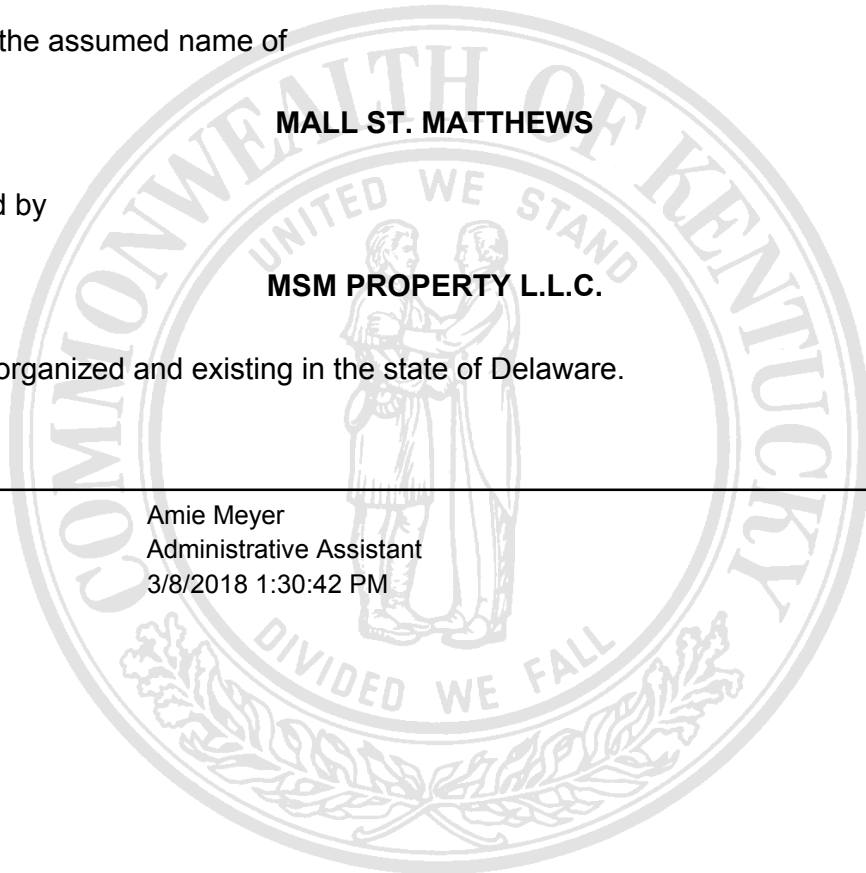 the assumed name of
MALL ST. MATTHEWS
d by
MSM PROPERTY L.L.C.
organized and existing in the state of Delaware.
Amie Meyer
Administrative Assistant
3/8/2018 1:30:42 PM
COMMONWEALTH OF KENTUCKY
UNITED WE STAND
DIVIDED WE FALL